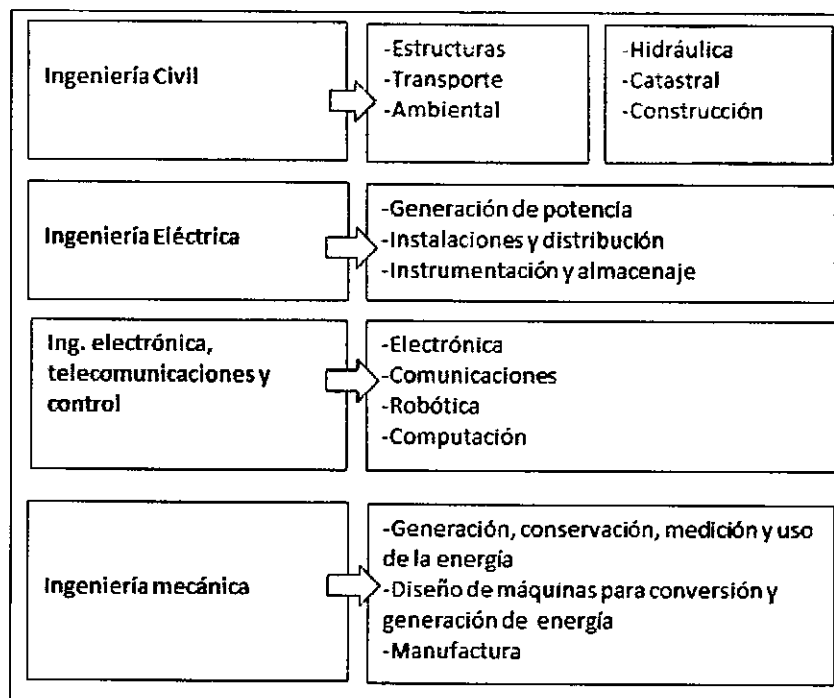 Ingeniería Civil
-Estructuras
-Transporte
-Ambiental
-Hidráulica
-Catastral
-Construcción
Ingeniería Eléctrica
-Generación de potencia
-Instalaciones y distribución
-Instrumentación y almacenaje
Ing. electrónica,
telecomunicaciones y
control
-Electrónica
-Comunicaciones
-Robótica
-Computación
Ingeniería mecánica
-Generación, conservación, medición y uso
de la energía
-Diseño de máquinas para conversión y
generación de energía
-Manufactura